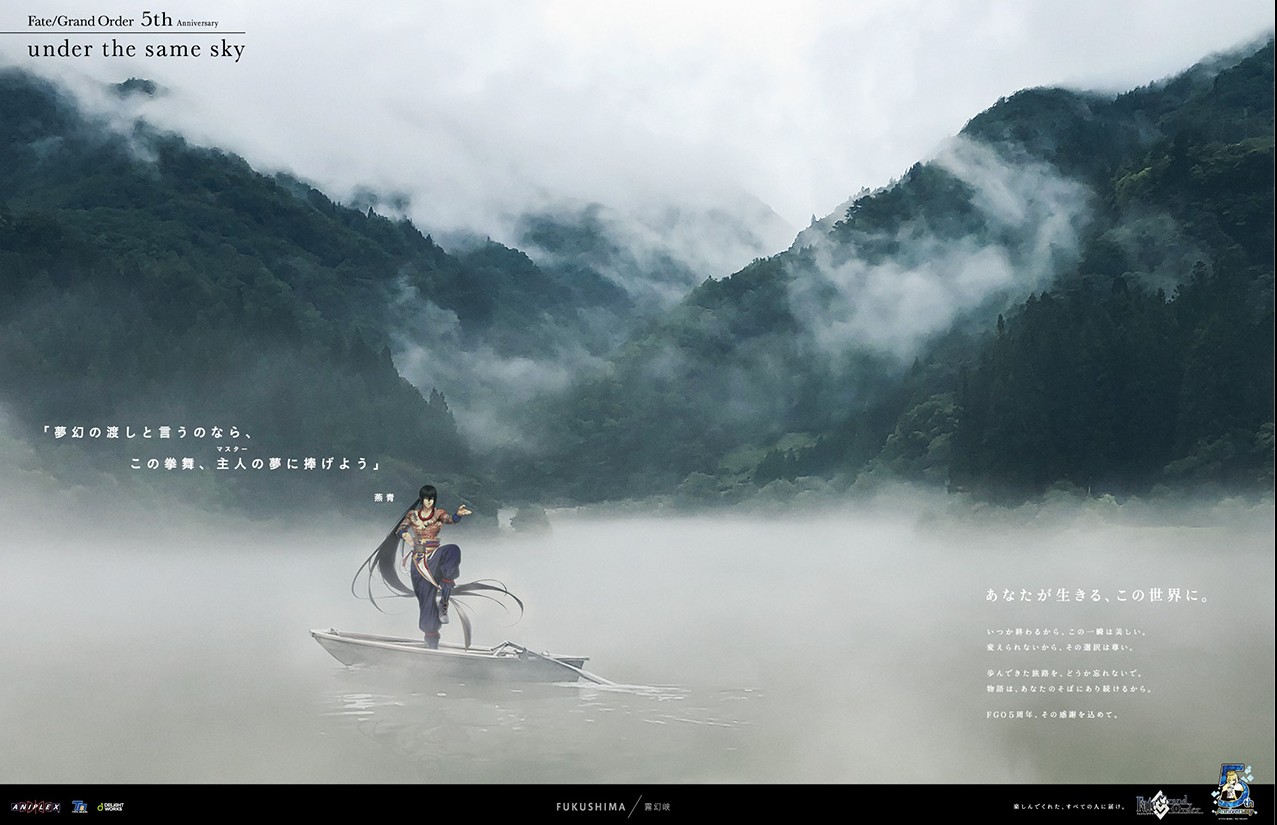 Fate/Grand Order 5th Anniversary
under the same sky
「夢幻の渡しと言うのなら、
マスター
この拳舞、主人の夢に捧げよう」
燕青
あなたが生きる、この世界に。
いつか終わるから、この一瞬は美しい。
変えられないから、その選択は尊い。
歩んできた旅路を、どうか忘れないで。
物語は、あなたのそばにあり続けるから。
FGO5周年、その感謝を込めて。
ANIPLEX
DELIGHT WORKS
FUKUSHIMA / 霧幻峡
楽しんでくれた、すべての人に届け。
Fate/Grand Order
5th Anniversary